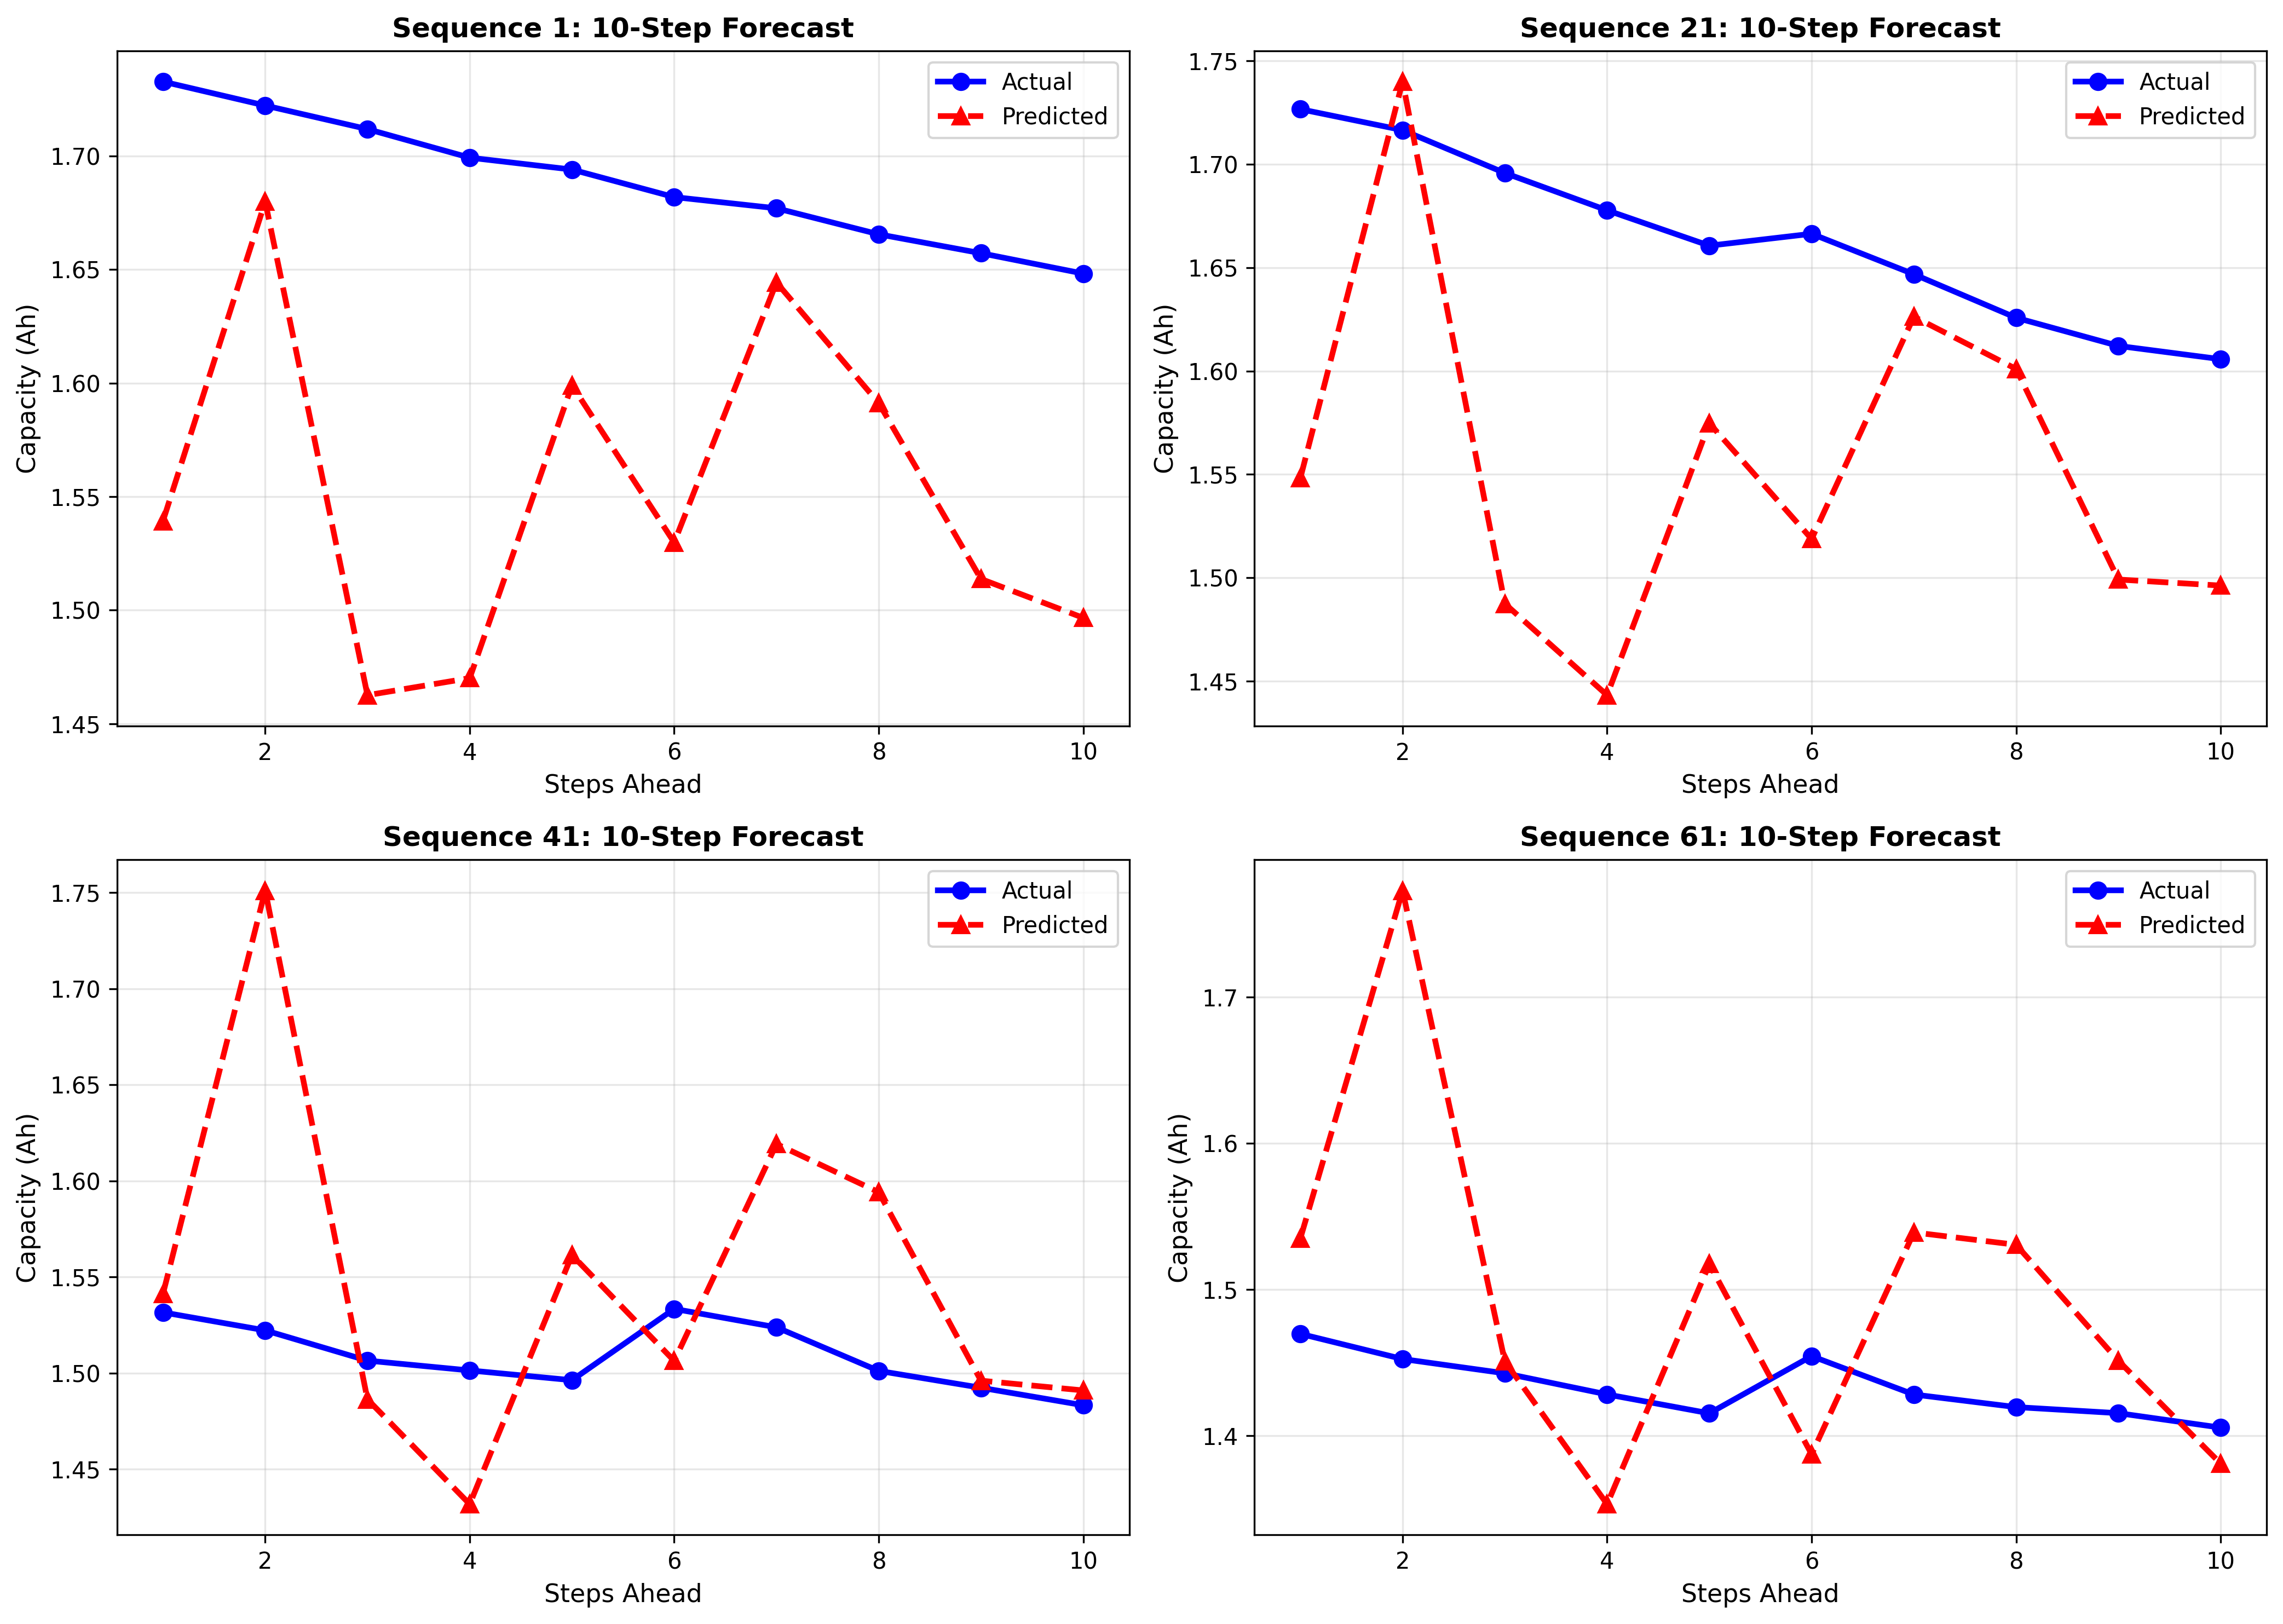 Sequence 1: 10-Step Forecast
Actual
Predicted
1.70
1.65
1.60
1.55
1.50
1.45
Capacity (Ah)
2 4 6 8 10
Steps Ahead
Sequence 21: 10-Step Forecast
Actual
Predicted
1.75
1.70
1.65
1.60
1.55
1.50
1.45
Capacity (Ah)
2 4 6 8 10
Steps Ahead
Sequence 41: 10-Step Forecast
Actual
Predicted
1.75
1.70
1.65
1.60
1.55
1.50
1.45
Capacity (Ah)
2 4 6 8 10
Steps Ahead
Sequence 61: 10-Step Forecast
Actual
Predicted
1.7
1.6
1.5
1.4
Capacity (Ah)
2 4 6 8 10
Steps Ahead